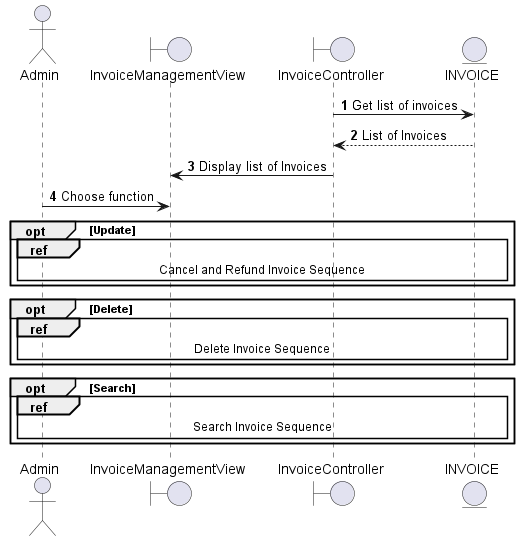 Admin InvoiceManagementView InvoiceController INVOICE
1 Get list of invoices
2 List of Invoices
3 Display list of Invoices
4 Choose function
opt [Update]
ref
Cancel and Refund Invoice Sequence
opt [Delete]
ref
Delete Invoice Sequence
opt [Search]
ref
Search Invoice Sequence
Admin InvoiceManagementView InvoiceController INVOICE